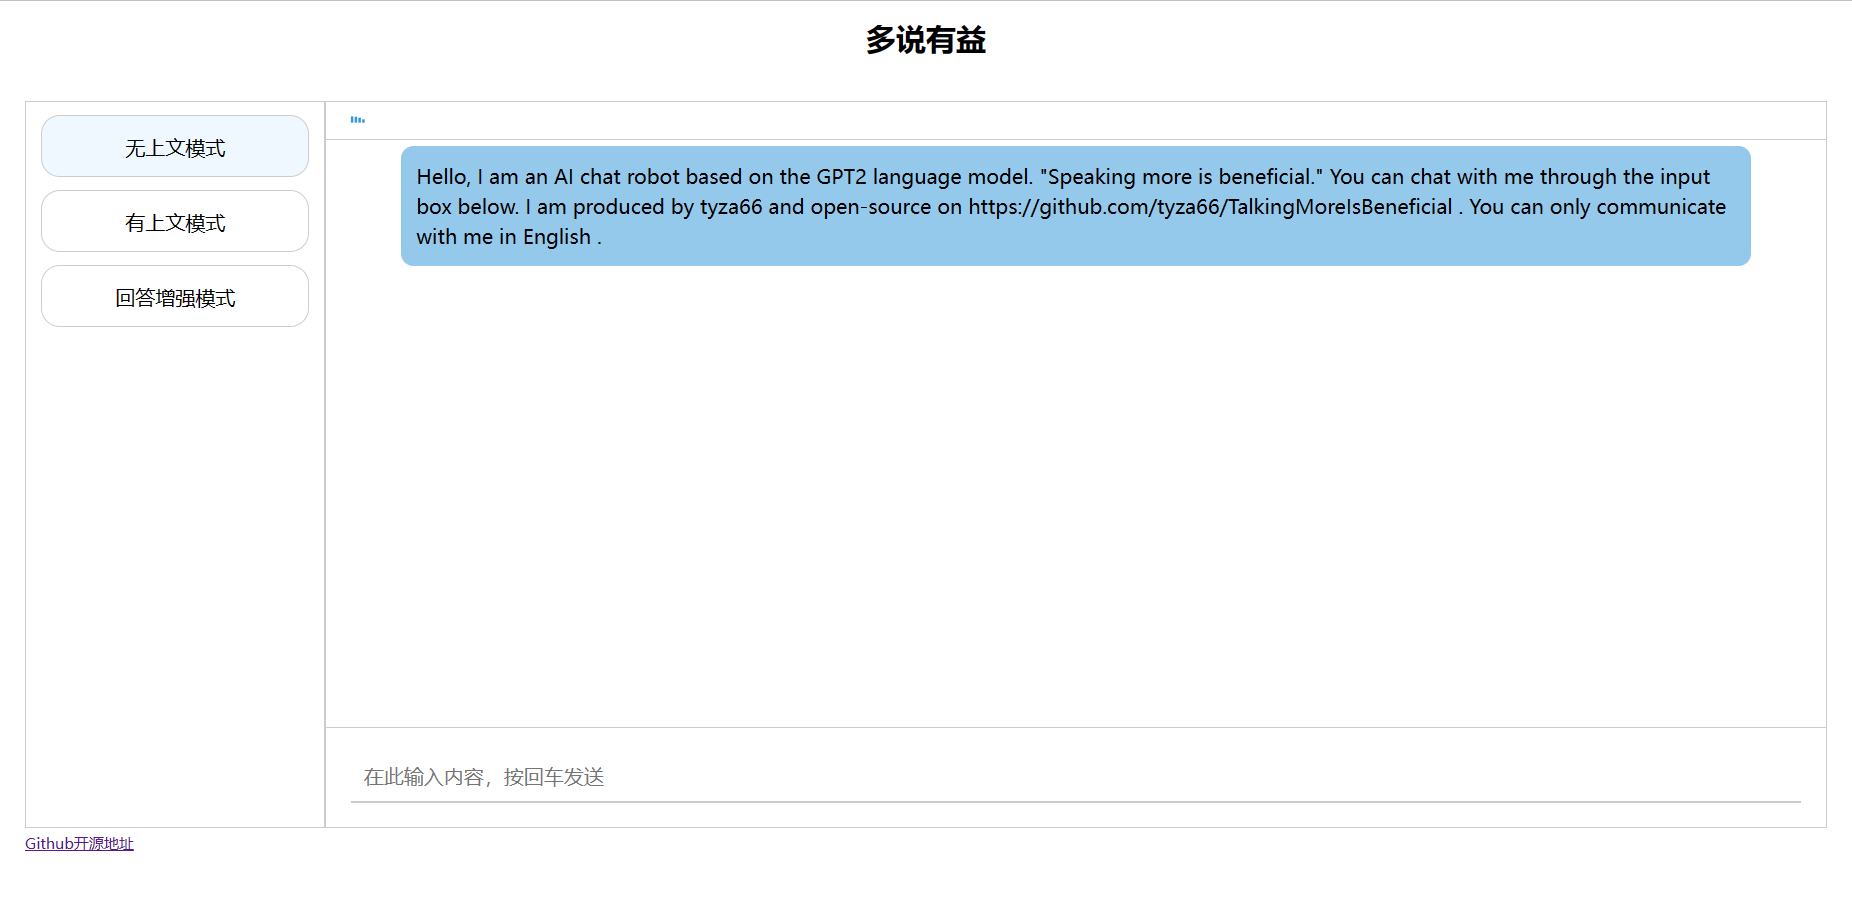 多说有益
无上文模式
有上文模式
回答增强模式
Hello, I am an AI chat robot based on the GPT2 language model. "Speaking more is beneficial." You can chat with me through the input
box below. I am produced by tyza66 and open-source on https://github.com/tyza66/TalkingMoreIsBeneficial . You can only communicate
with me in English .
在此输入内容，按回车发送
Github开源地址